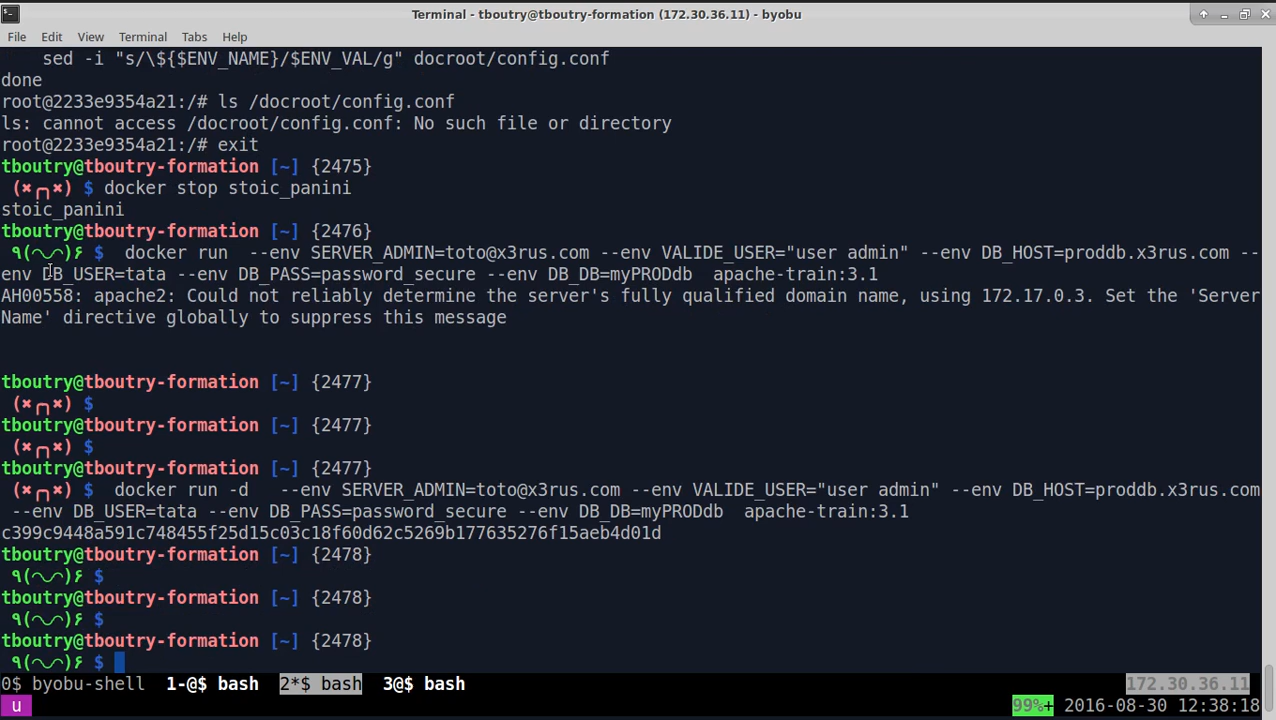 Terminal - tboutry@tboutry-formation (172.30.36.11) - byobu
File Edit View Terminal Tabs Help
sed -i "s/\${$ENV_NAME}/$ENV_VAL/g" docroot/config.conf
done
root@2233e9354a21:/# ls /docroot/config.conf
ls: cannot access /docroot/config.conf: No such file or directory
root@2233e9354a21:/# exit
tboutry@tboutry-formation [~] {2475}
(✖╭╮✖) $ docker stop stoic_panini
stoic_panini
tboutry@tboutry-formation [~] {2476}
٩(◠◡◠)۶ $ docker run --env SERVER_ADMIN=toto@x3rus.com --env VALIDE_USER="user admin" --env DB_HOST=proddb.x3rus.com --
env DB_USER=tata --env DB_PASS=password_secure --env DB_DB=myPRODdb apache-train:3.1
AH00558: apache2: Could not reliably determine the server's fully qualified domain name, using 172.17.0.3. Set the 'Server
Name' directive globally to suppress this message
tboutry@tboutry-formation [~] {2477}
(✖╭╮✖) $
tboutry@tboutry-formation [~] {2477}
(✖╭╮✖) $
tboutry@tboutry-formation [~] {2477}
(✖╭╮✖) $ docker run -d --env SERVER_ADMIN=toto@x3rus.com --env VALIDE_USER="user admin" --env DB_HOST=proddb.x3rus.com
--env DB_USER=tata --env DB_PASS=password_secure --env DB_DB=myPRODdb apache-train:3.1
c399c9448a591c748455f25d15c03c18f60d62c5269b177635276f15aeb4d01d
tboutry@tboutry-formation [~] {2478}
٩(◠◡◠)۶ $
tboutry@tboutry-formation [~] {2478}
٩(◠◡◠)۶ $
tboutry@tboutry-formation [~] {2478}
٩(◠◡◠)۶ $
0$ byobu-shell 1-@$ bash 2*$ bash 3@$ bash 172.30.36.11
u 99%+ 2016-08-30 12:38:18